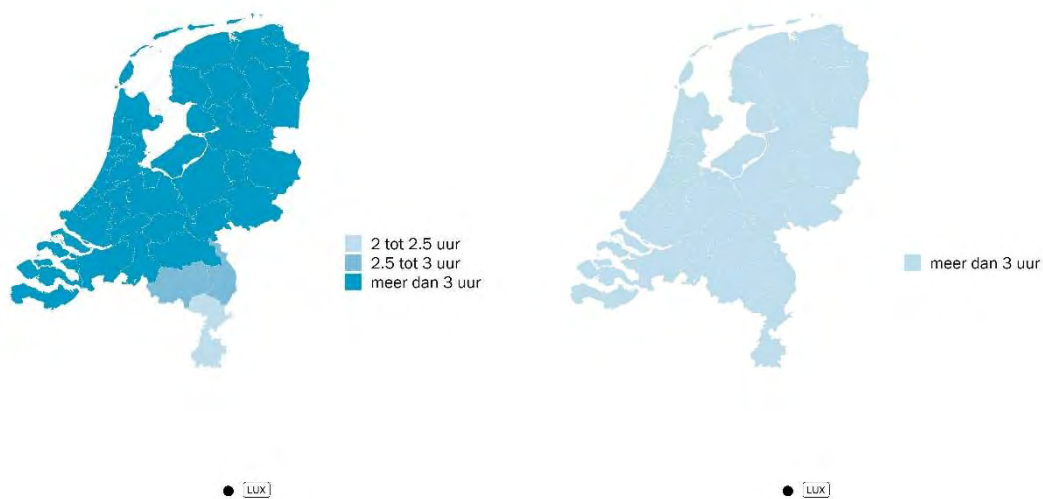 2 tot 2.5 uur
2.5 tot 3 uur
meer dan 3 uur
LUX
meer dan 3 uur
LUX